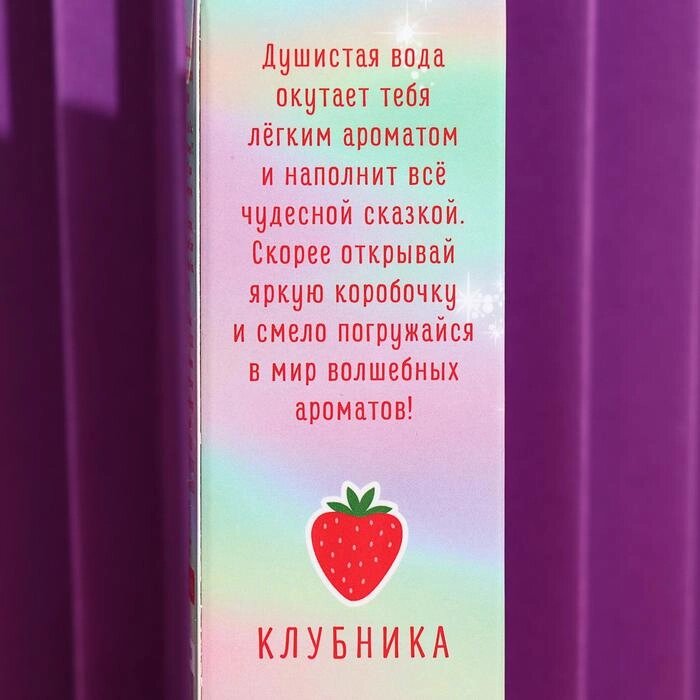 Душистая вода
окутает тебя
лёгким ароматом
и наполнит всё
чудесной сказкой.
Скорее открывай
яркую коробочку
и смело погружайся
в мир волшебных
ароматов!
КЛУБНИКА